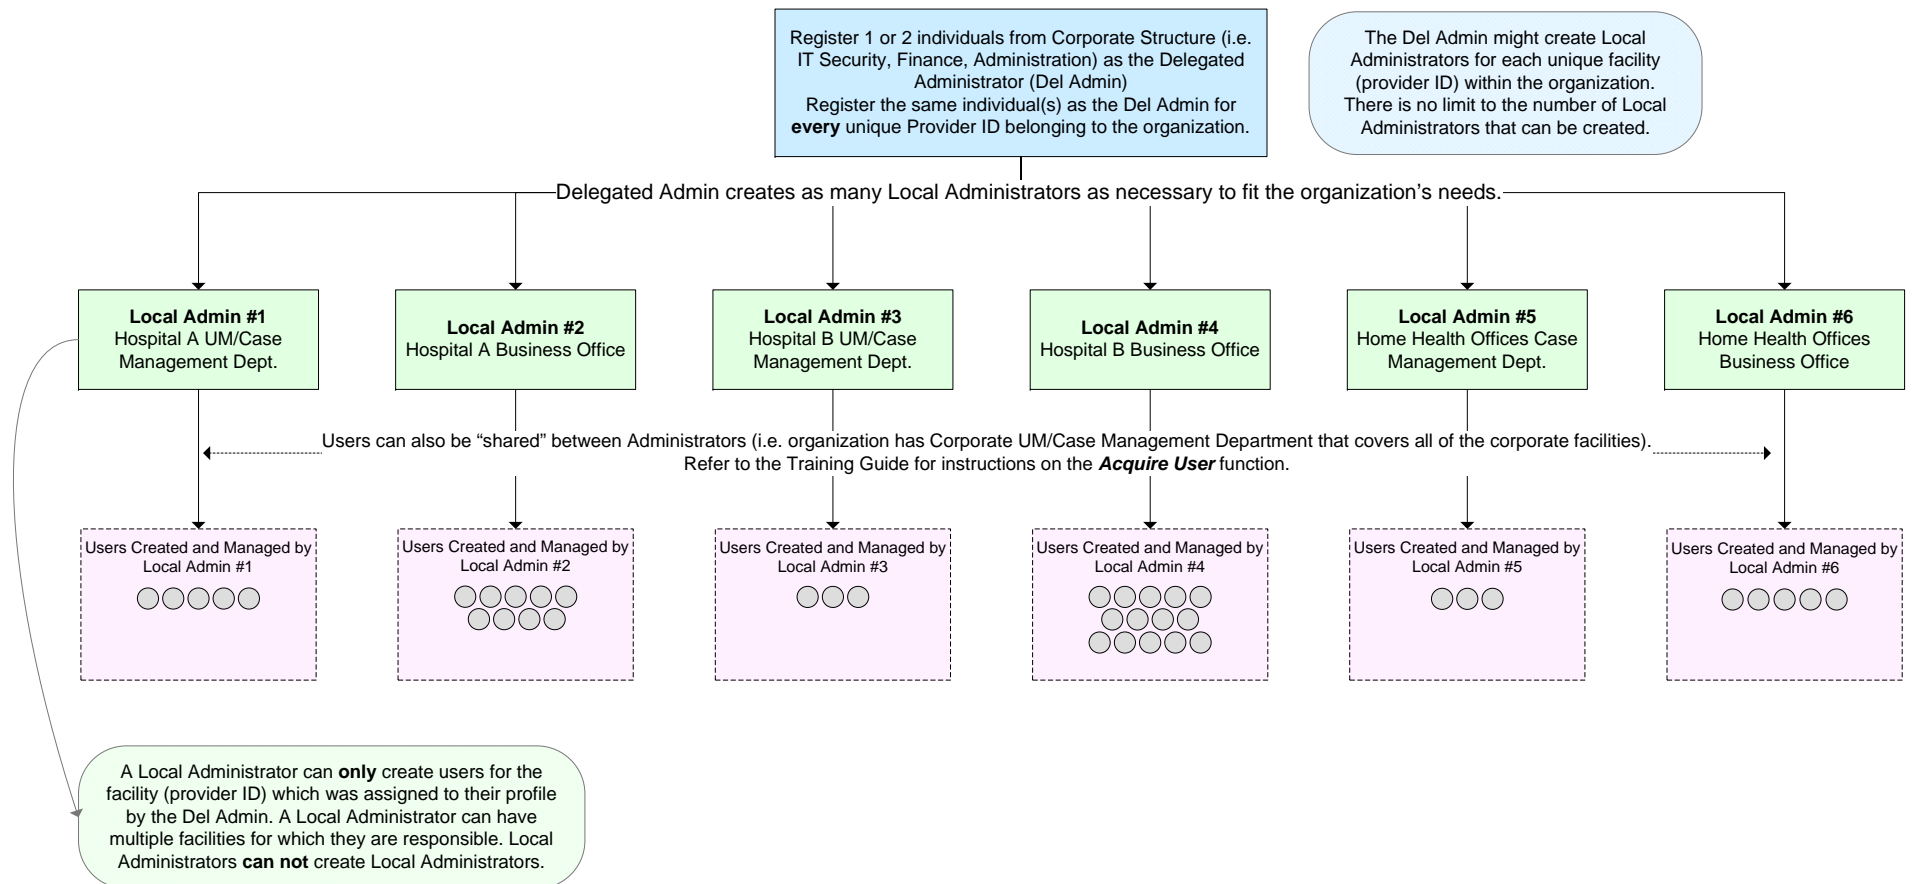 Register 1 or 2 individuals from Corporate Structure (i.e.
IT Security, Finance, Administration) as the Delegated
Administrator (Del Admin)
Register the same individual(s) as the Del Admin for
every unique Provider ID belonging to the organization.
The Del Admin might create Local
Administrators for each unique facility
(provider ID) within the organization.
There is no limit to the number of Local
Administrators that can be created.
Delegated Admin creates as many Local Administrators as necessary to fit the organization’s needs.
Local Admin #1
Hospital A UM/Case
Management Dept.
Local Admin #2
Hospital A Business Office
Local Admin #3
Hospital B UM/Case
Management Dept.
Local Admin #4
Hospital B Business Office
Local Admin #5
Home Health Offices Case
Management Dept.
Local Admin #6
Home Health Offices
Business Office
Users can also be “shared” between Administrators (i.e. organization has Corporate UM/Case Management Department that covers all of the corporate facilities).
Refer to the Training Guide for instructions on the Acquire User function.
Users Created and Managed by
Local Admin #1
Users Created and Managed by
Local Admin #2
Users Created and Managed by
Local Admin #3
Users Created and Managed by
Local Admin #4
Users Created and Managed by
Local Admin #5
Users Created and Managed by
Local Admin #6
A Local Administrator can only create users for the
facility (provider ID) which was assigned to their profile
by the Del Admin. A Local Administrator can have
multiple facilities for which they are responsible. Local
Administrators can not create Local Administrators.